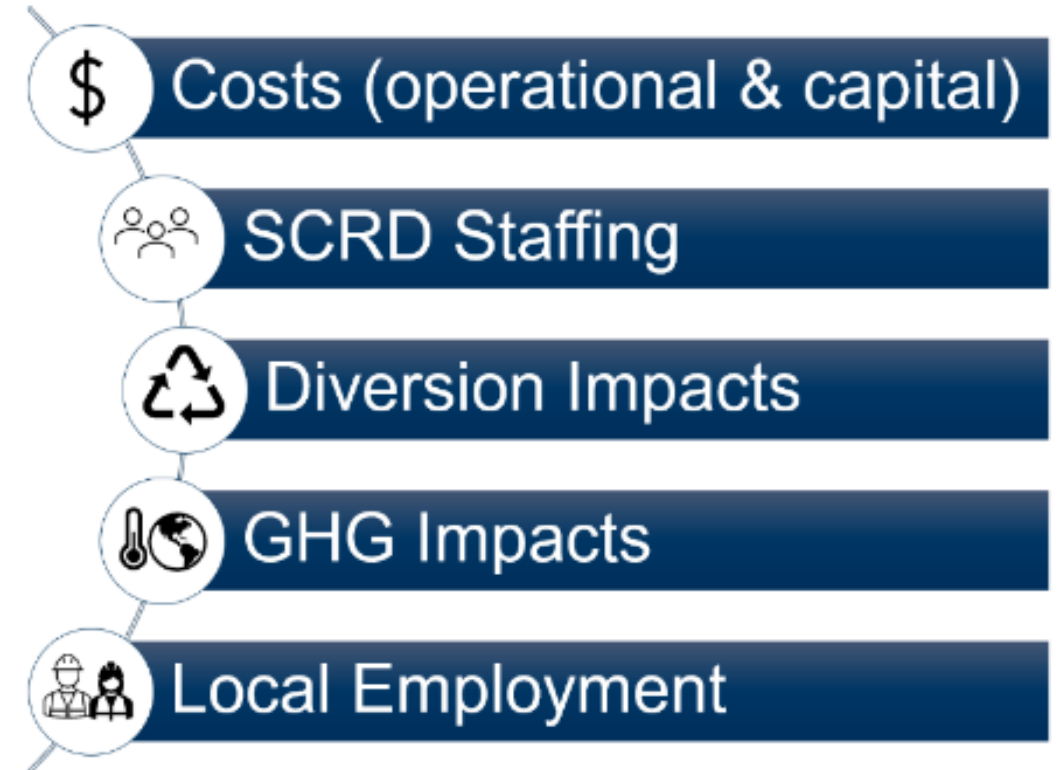 $
Costs (operational & capital)
SCRD Staffing
Diversion Impacts
GHG Impacts
Local Employment